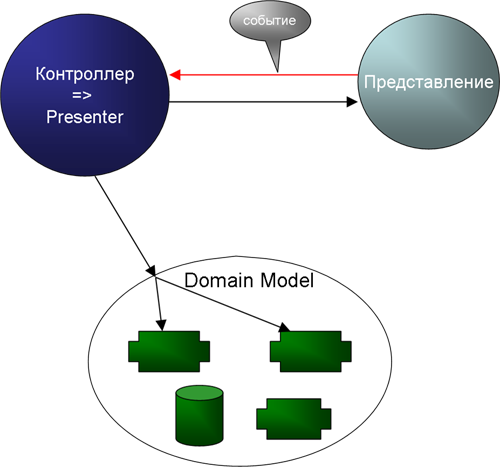 событие
Контроллер
=>
Presenter
Представление
Domain Model